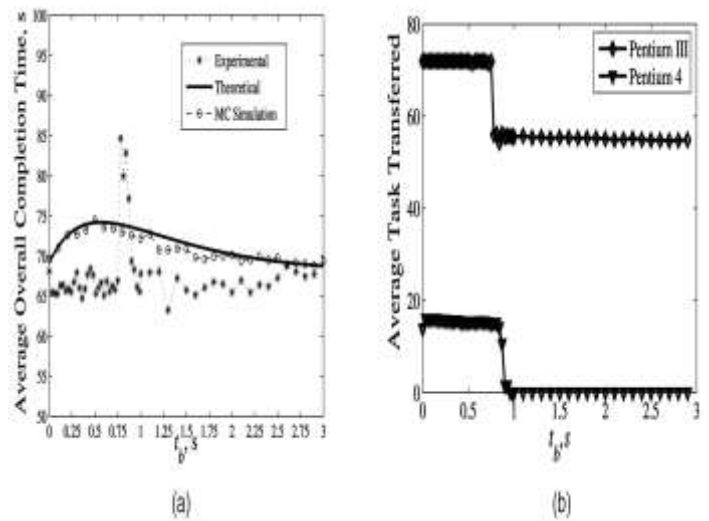 Average Overall Completion Time, s
100
95
90
85
80
75
70
65
60
55
50
Experimental
Theoretical
MC Simulation
0 0.25 0.5 0.75 1 1.25 1.5 1.75 2 2.25 2.5 2.75 3
t_b, s
(a)
Average Task Transferred
80
60
40
20
0
Pentium III
Pentium 4
0 0.5 1 1.5 2 2.5 3
t_b, s
(b)